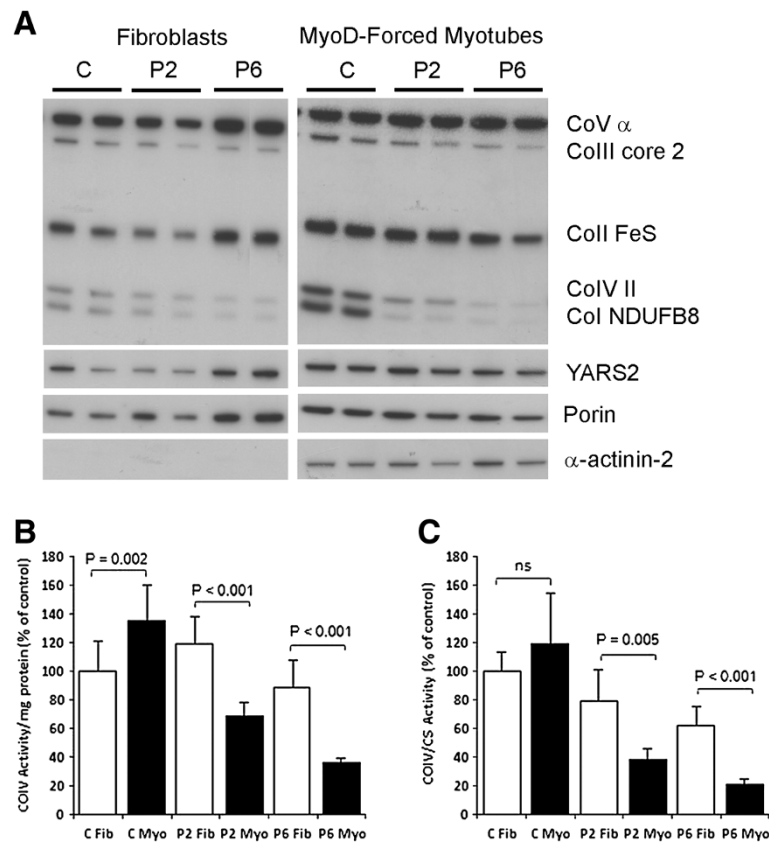 A
Fibroblasts MyoD-Forced Myotubes
C P2 P6 C P2 P6
CoV α
CoIII core 2
CoII FeS
CoIV II
CoI NDUFB8
YARS2
Porin
α-actinin-2
B
COIV Activity/mg protein (% of control)
180
160
140
120
100
80
60
40
20
0
P = 0.002
P < 0.001
P < 0.001
C Fib C Myo P2 Fib P2 Myo P6 Fib P6 Myo
C
COIV/CS Activity (% of control)
180
160
140
120
100
80
60
40
20
0
ns
P = 0.005
P < 0.001
C Fib C Myo P2 Fib P2 Myo P6 Fib P6 Myo